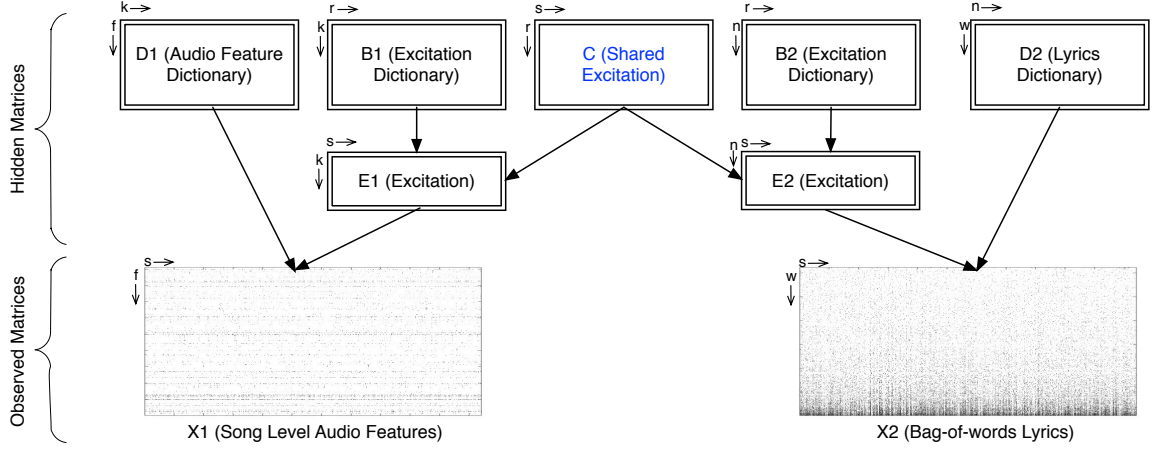 k r s r n
f k r n w
D1 (Audio Feature
Dictionary)
B1 (Excitation
Dictionary)
C (Shared
Excitation)
B2 (Excitation
Dictionary)
D2 (Lyrics
Dictionary)
Hidden Matrices
s
k
E1 (Excitation)
n s
E2 (Excitation)
s
f
s
w
Observed Matrices
X1 (Song Level Audio Features)
X2 (Bag-of-words Lyrics)